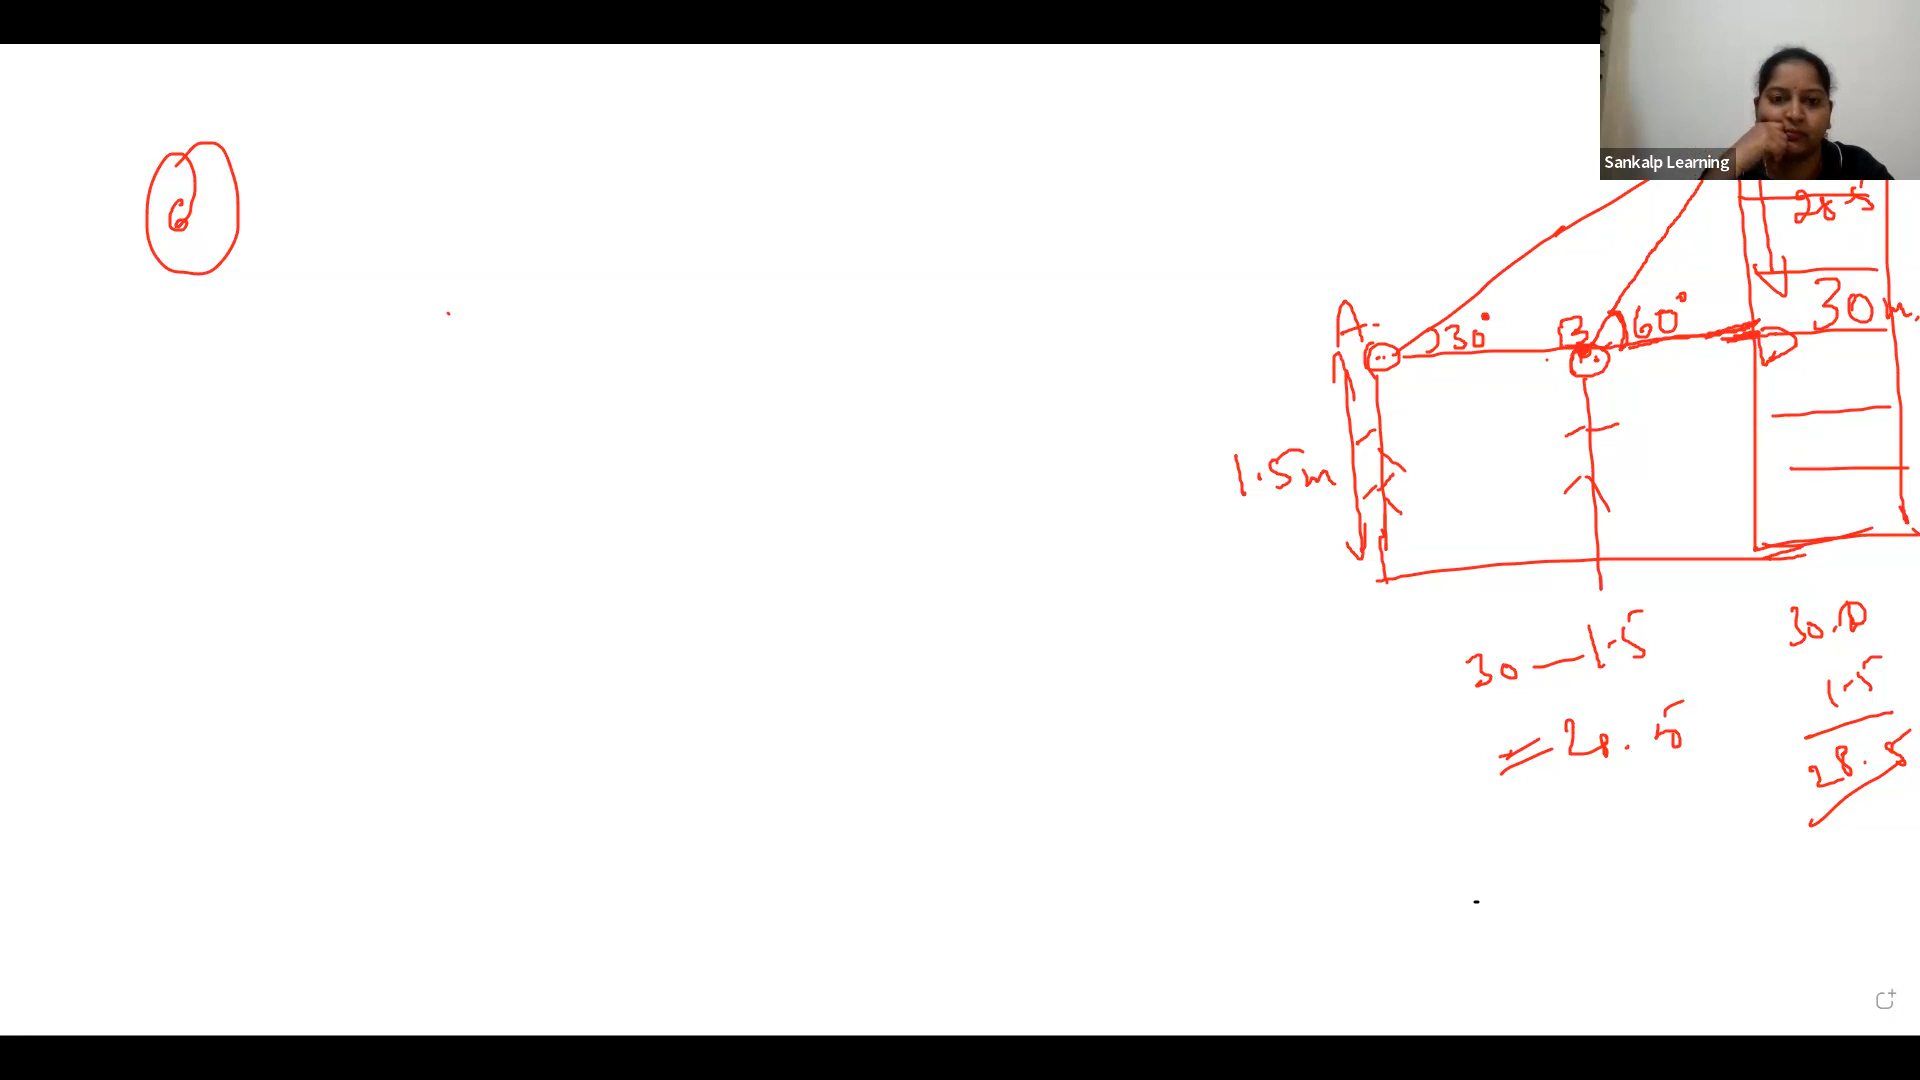 Sankalp Learning
6
28.5
30m.
A
30°
B
60°
D
1.5m
30 — 1.5
= 28.5
30.0
1.5
28.5